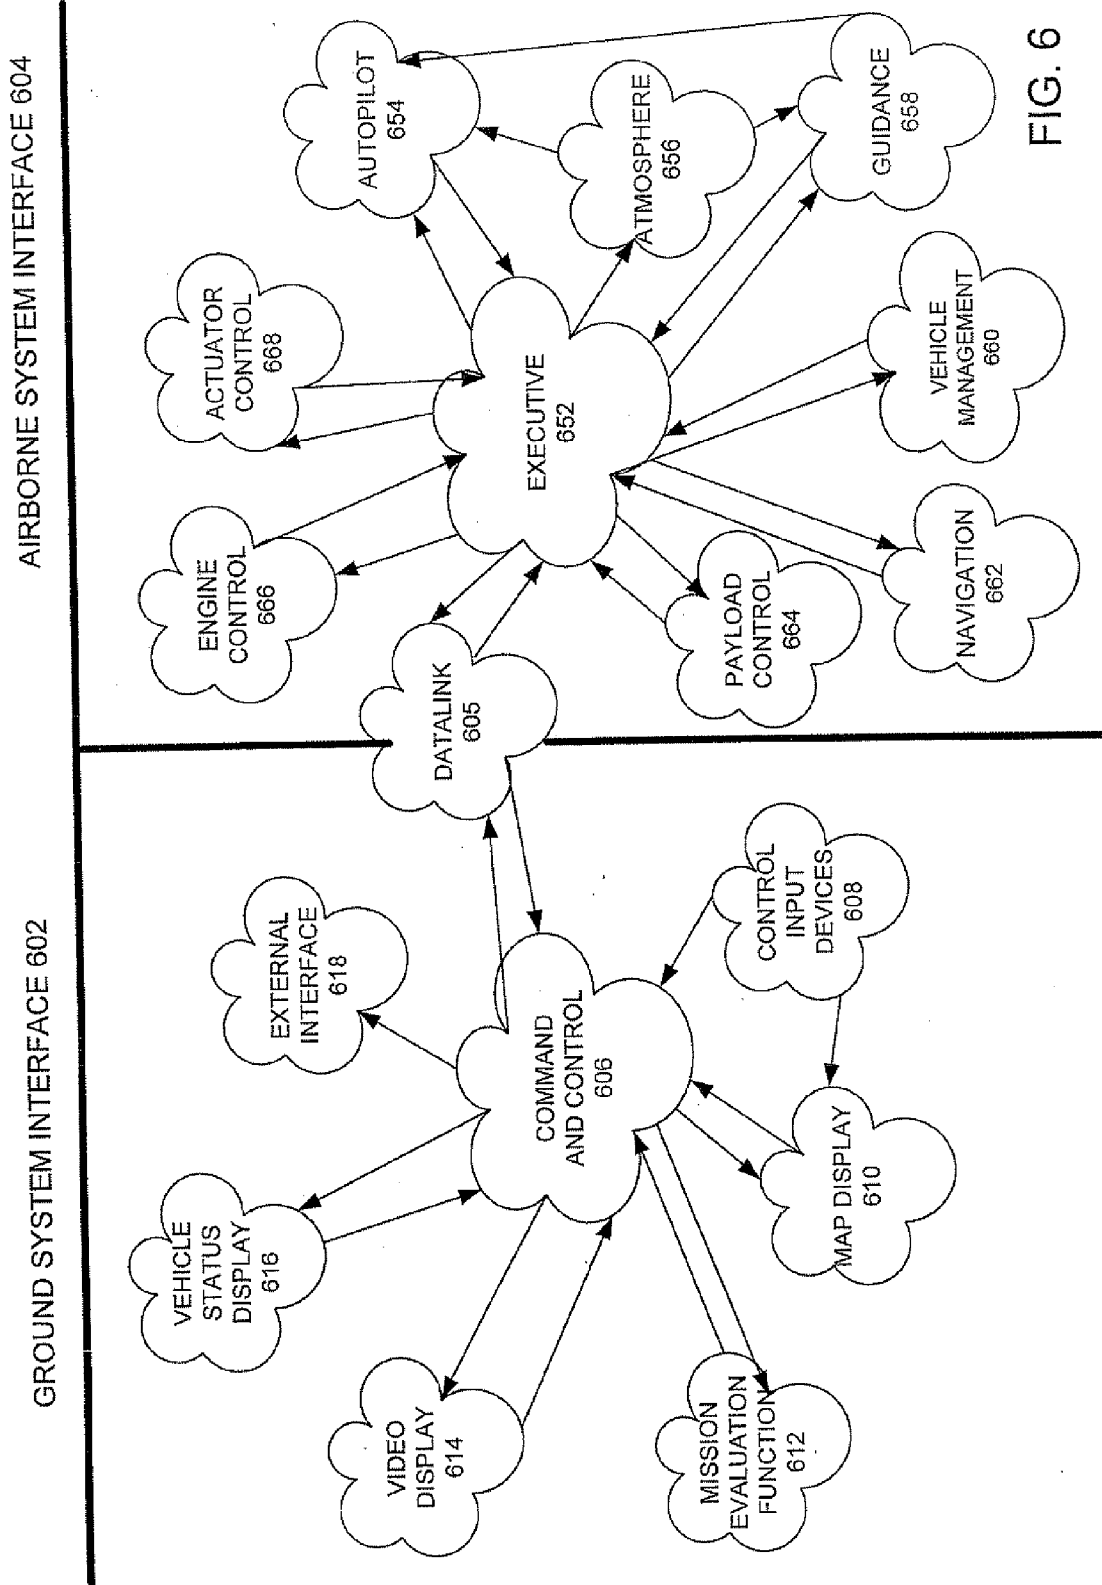 GROUND SYSTEM INTERFACE 602
AIRBORNE SYSTEM INTERFACE 604
VEHICLE
STATUS
DISPLAY
616
EXTERNAL
INTERFACE
618
ENGINE
CONTROL
666
ACTUATOR
CONTROL
668
AUTOPILOT
654
VIDEO
DISPLAY
614
COMMAND
AND CONTROL
606
DATALINK
605
EXECUTIVE
652
ATMOSPHERE
656
MISSION
EVALUATION
FUNCTION
612
MAP DISPLAY
610
CONTROL
INPUT
DEVICES
608
PAYLOAD
CONTROL
664
NAVIGATION
662
VEHICLE
MANAGEMENT
660
GUIDANCE
658
FIG. 6